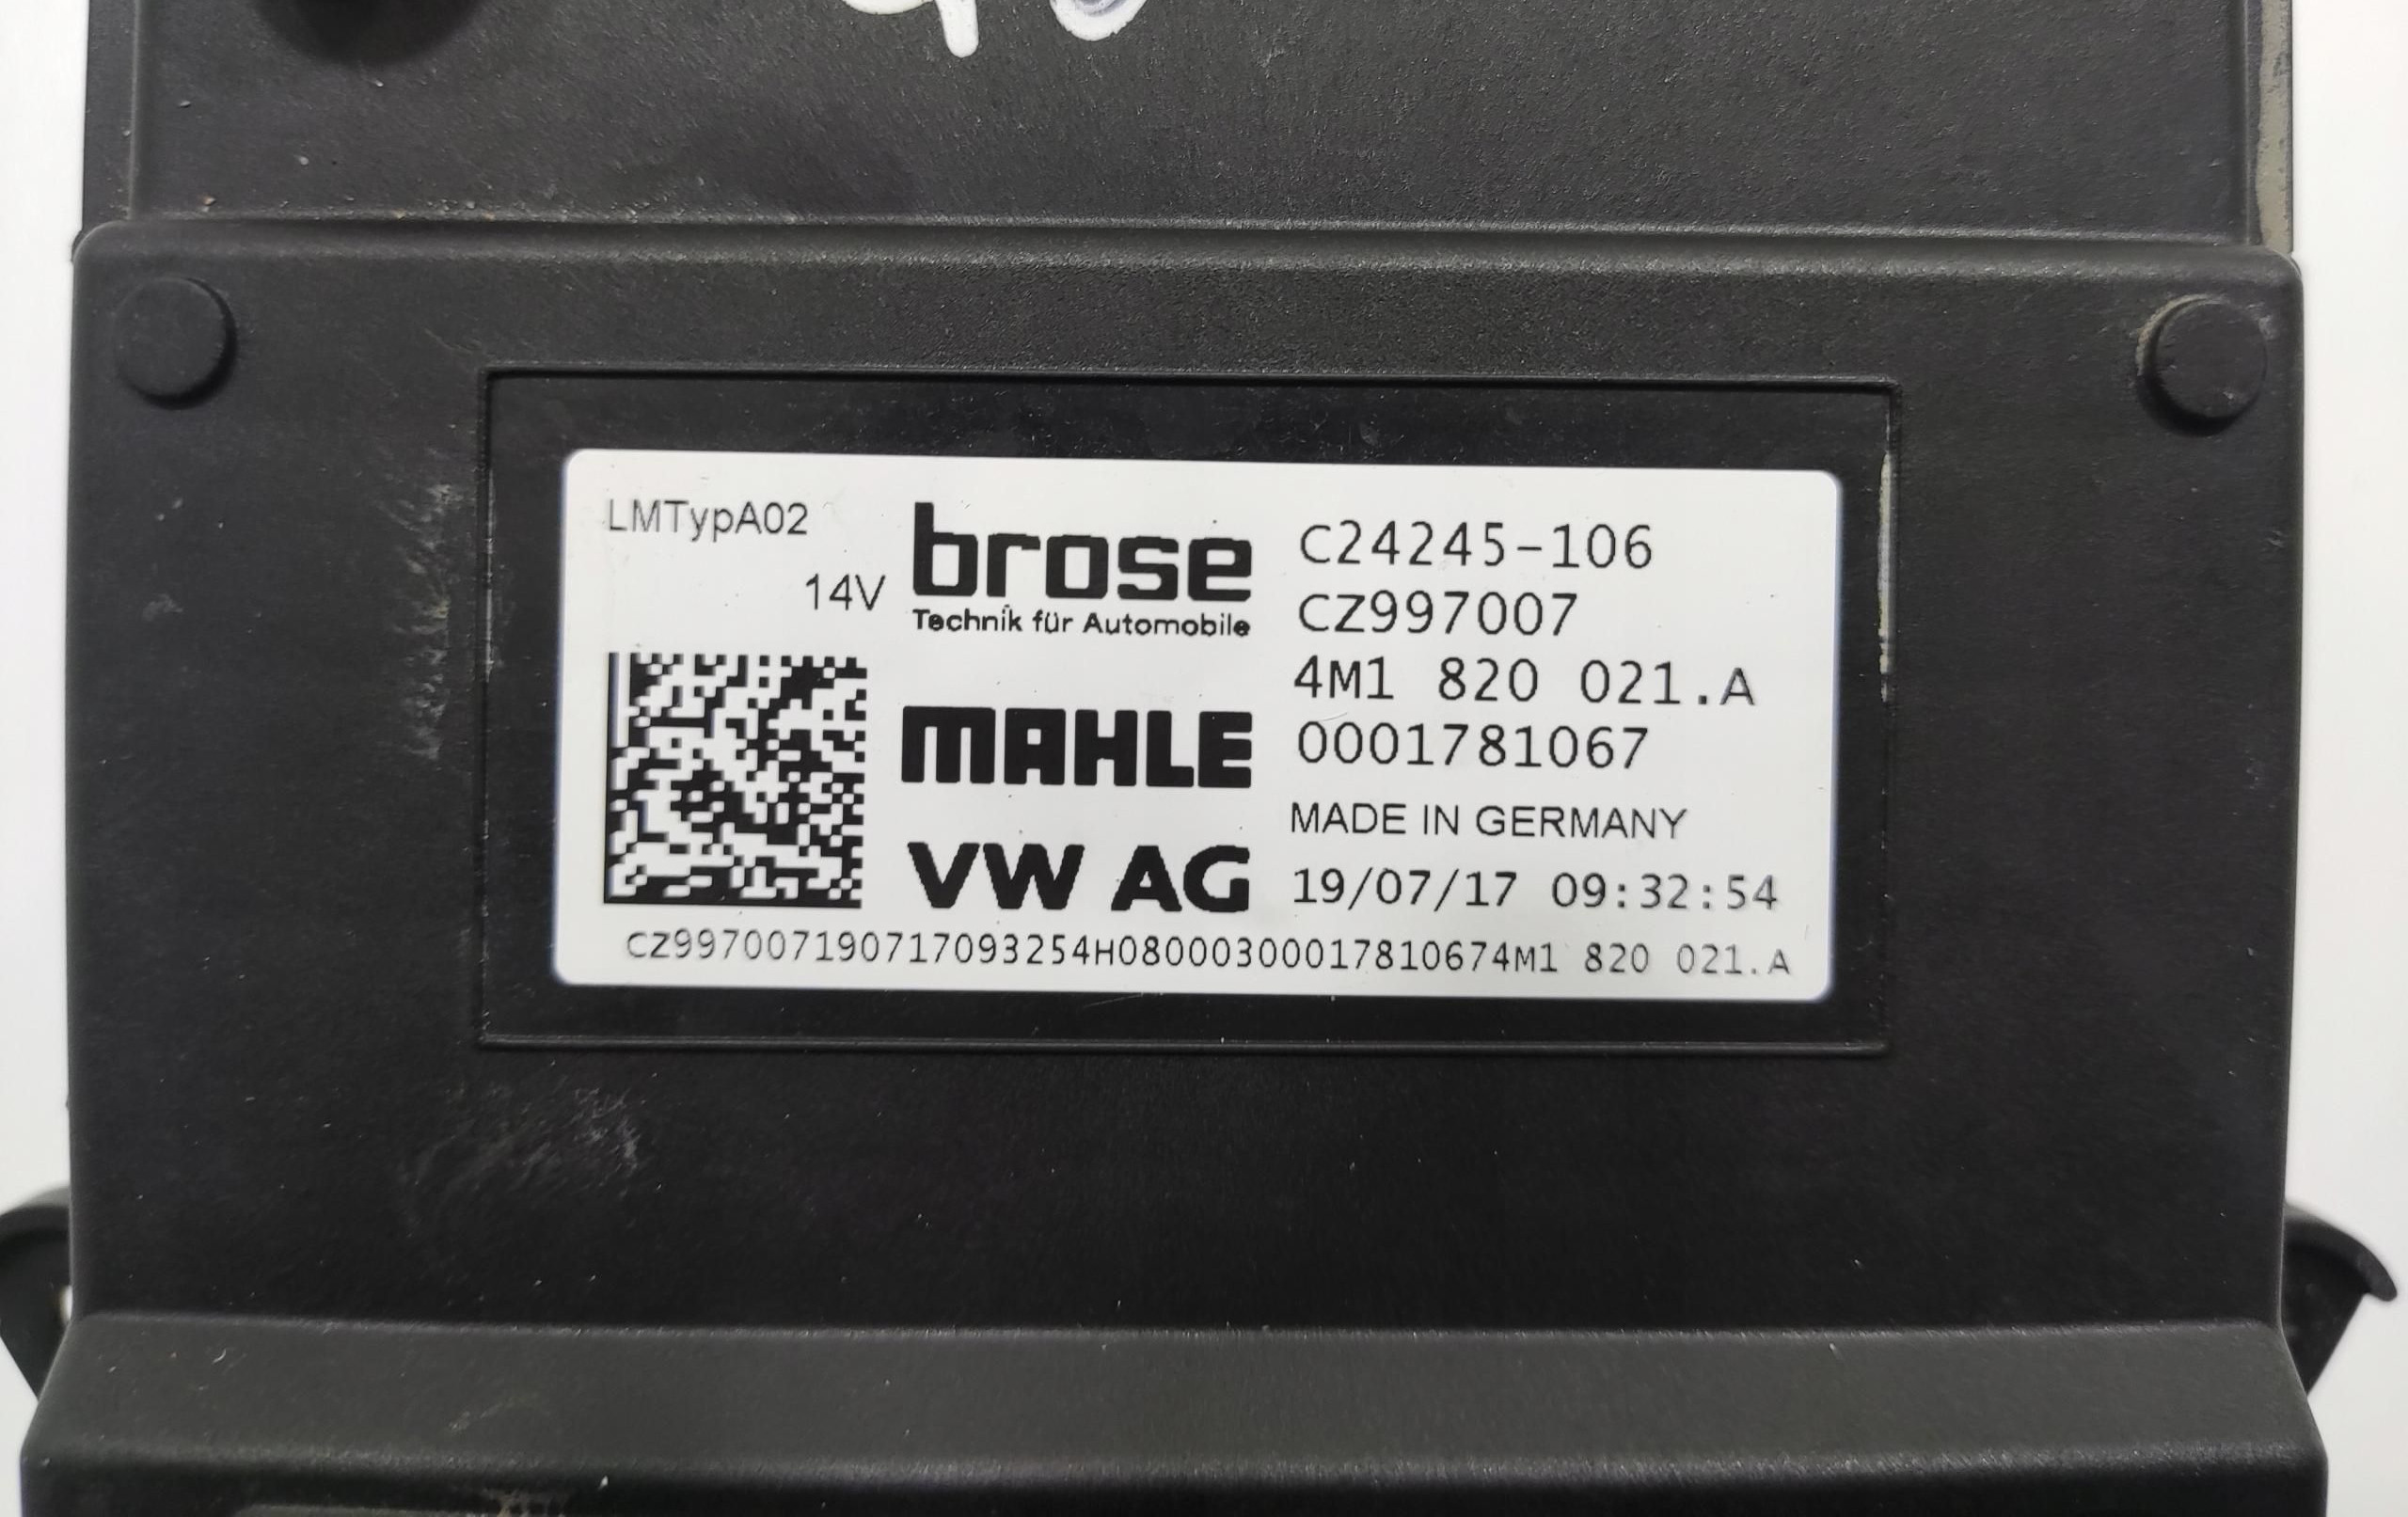 LMTypA02
14V
brose
Technik für Automobile
MAHLE
VW AG
C24245-106
CZ997007
4M1 820 021.A
0001781067
MADE IN GERMANY
19/07/17 09:32:54
CZ997007190717093254H08000300017810674M1 820 021.A